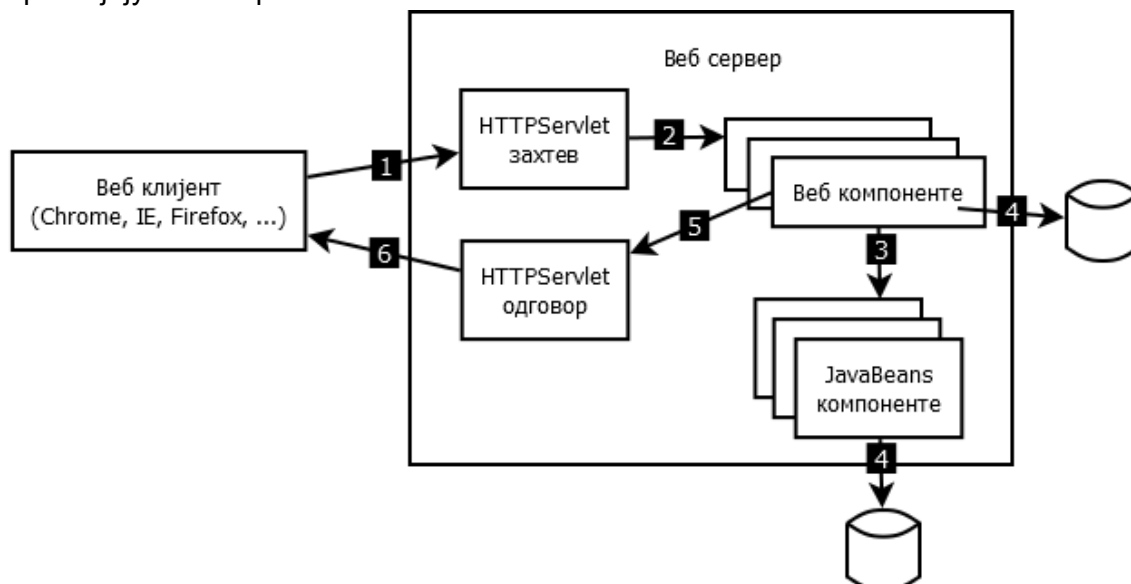 Веб сервер
HTTPServlet
захтев
1
2
Веб клијент
(Chrome, IE, Firefox, ...)
Веб компоненте
4
5
3
6
HTTPServlet
одговор
JavaBeans
компоненте
4